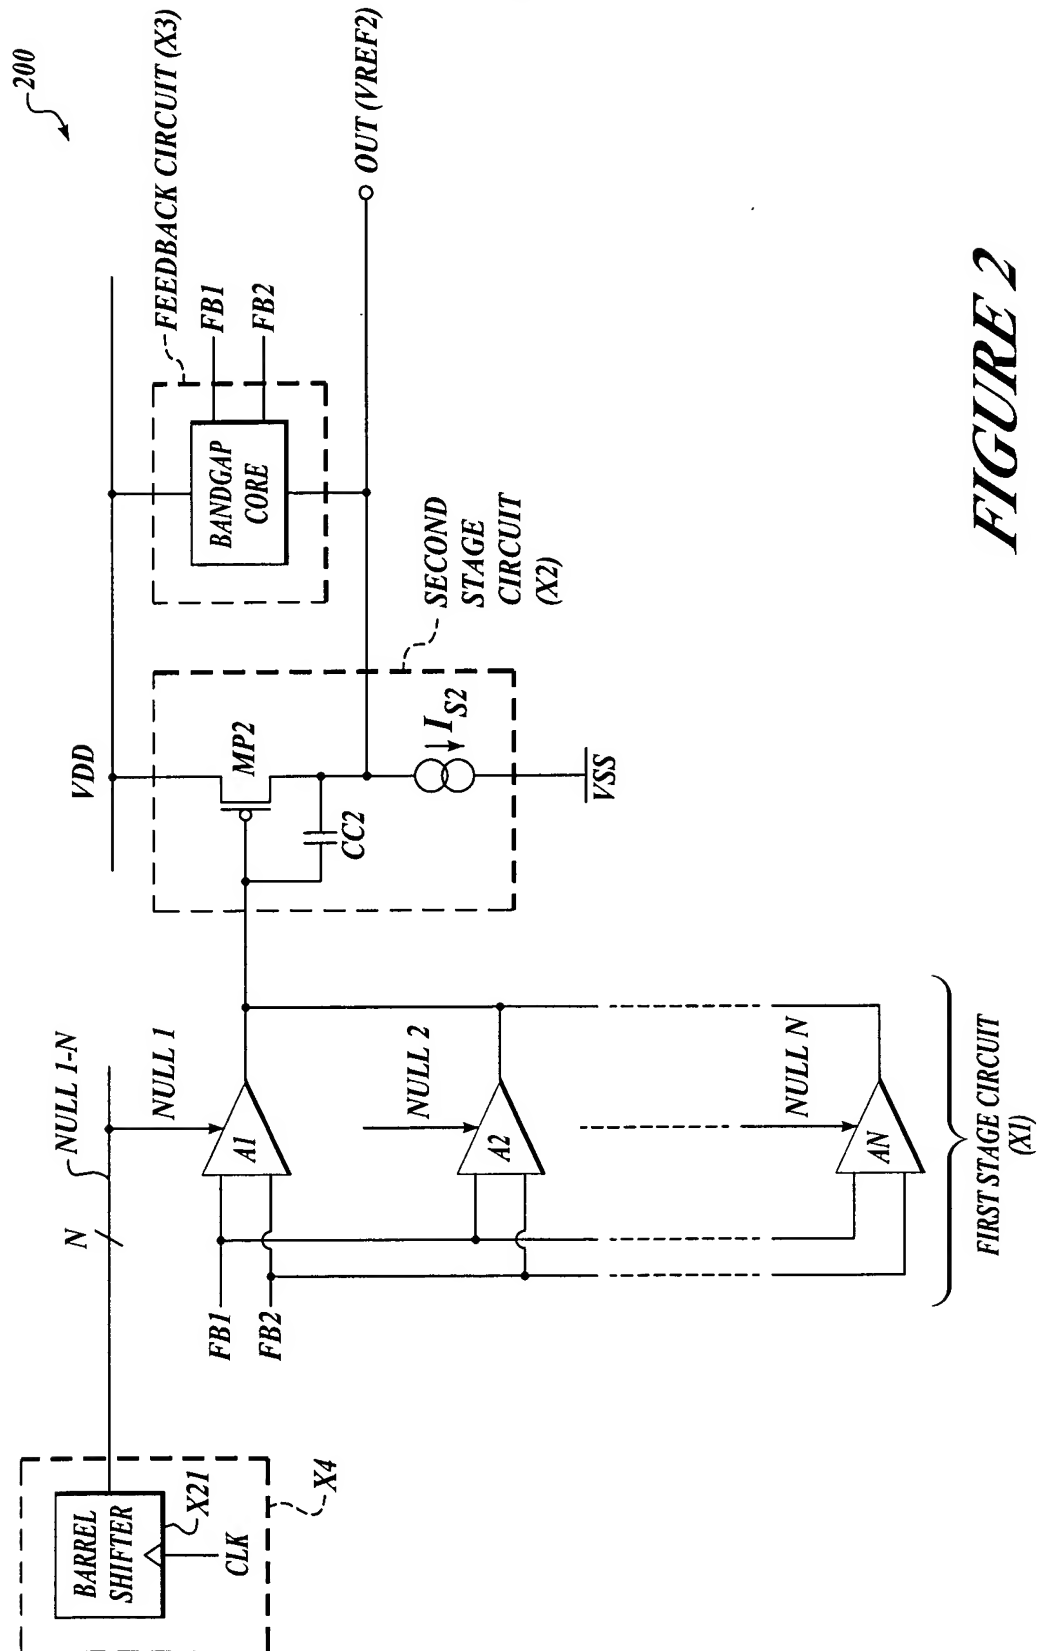 200
FEEDBACK CIRCUIT (X3)
FB1
FB2
BANDGAP
CORE
OUT (VREF2)
VDD
MP2
CC2
I S2
VSS
SECOND
STAGE
CIRCUIT
(X2)
NULL 1-N
N
NULL 1
NULL 2
NULL N
A1
A2
AN
FB1
FB2
FIRST STAGE CIRCUIT
(X1)
BARREL
SHIFTER
X21
CLK
X4
FIGURE 2